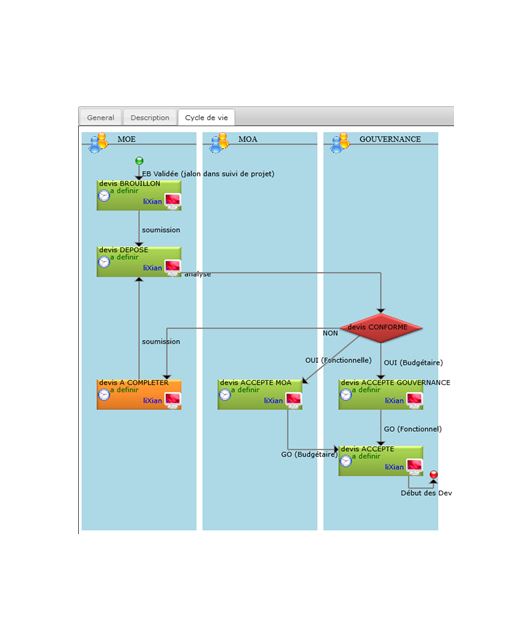 General Description Cycle de vie
MOE MOA GOUVERNANCE
EB Validée (jalon dans suivi de projet)
devis BROUILLON
a definir
liXian
soumission
devis DEPOSE
a definir
liXian
analyse
devis CONFORME
NON
soumission
OUI (Fonctionnelle)
OUI (Budgétaire)
devis A COMPLETER
a definir
liXian
devis ACCEPTE MOA
a definir
liXian
devis ACCEPTE GOUVERNANCE
a definir
liXian
GO (Fonctionnel)
GO (Budgétaire)
devis ACCEPTE
a definir
liXian
Début des Dev